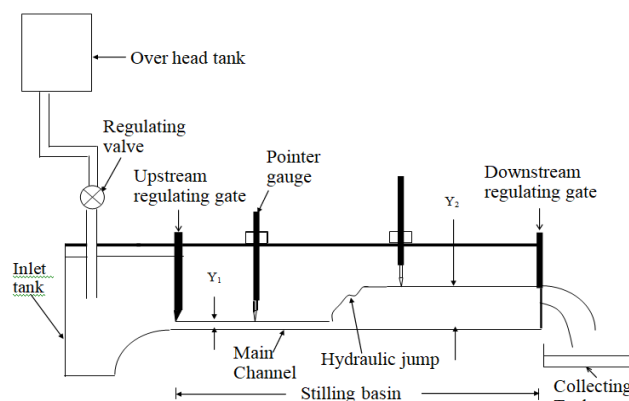 Over head tank
Regulating
valve
Upstream
regulating gate
Pointer
gauge
Downstream
regulating gate
Y2
Inlet
tank
Y1
Main
Channel
Hydraulic jump
Stilling basin
Collecting